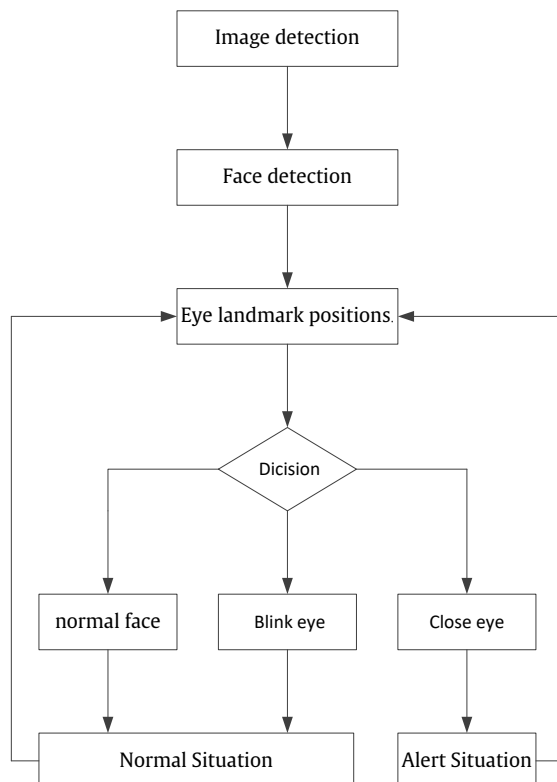 Image detection
Face detection
Eye landmark positions.
Dicision
normal face
Blink eye
Close eye
Normal Situation
Alert Situation